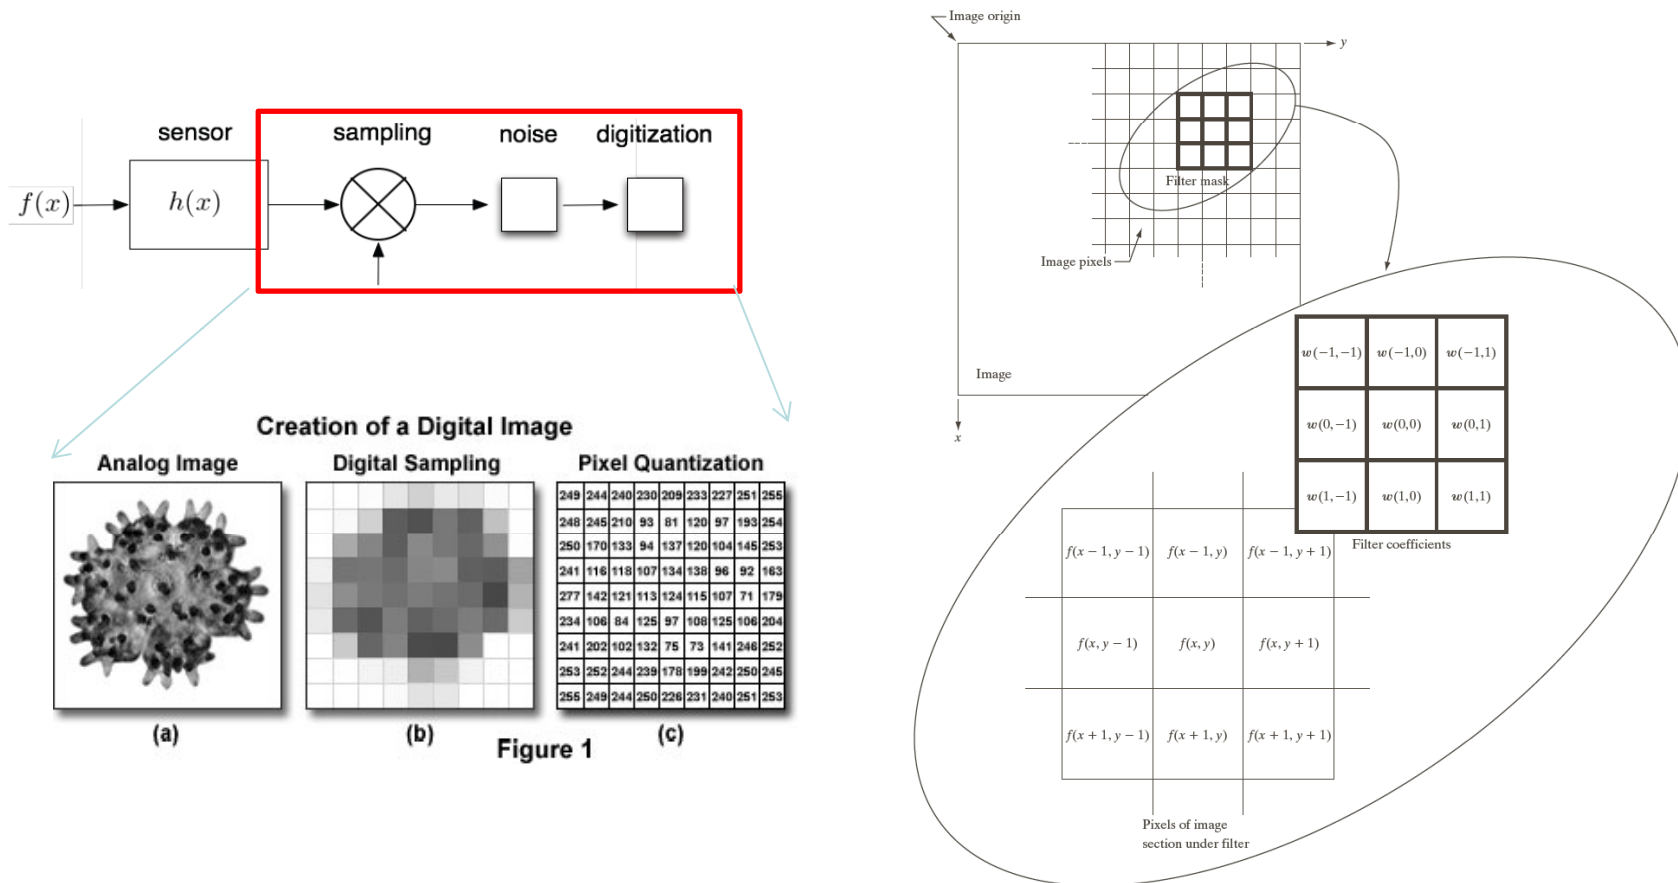 sensor
sampling
noise
digitization
f(x)
h(x)
Creation of a Digital Image
Analog Image
Digital Sampling
Pixel Quantization
249 244 240 230 209 233 227 251 255
248 245 210 93 81 120 97 193 254
250 170 133 94 137 120 104 145 253
241 116 118 107 134 138 96 92 163
277 142 121 113 124 115 107 71 179
234 106 84 125 97 108 125 106 204
241 202 102 132 75 73 141 246 252
253 252 244 239 178 199 242 250 245
255 249 244 250 226 231 240 251 253
(a)
(b)
(c)
Figure 1
Image origin
y
Filter mask
Image pixels
Image
x
w(−1,−1) w(−1,0) w(−1,1)
w(0,−1) w(0,0) w(0,1)
w(1,−1) w(1,0) w(1,1)
Filter coefficients
f(x − 1, y − 1) f(x − 1, y) f(x − 1, y + 1)
f(x, y − 1) f(x, y) f(x, y + 1)
f(x + 1, y − 1) f(x + 1, y) f(x + 1, y + 1)
Pixels of image
section under filter